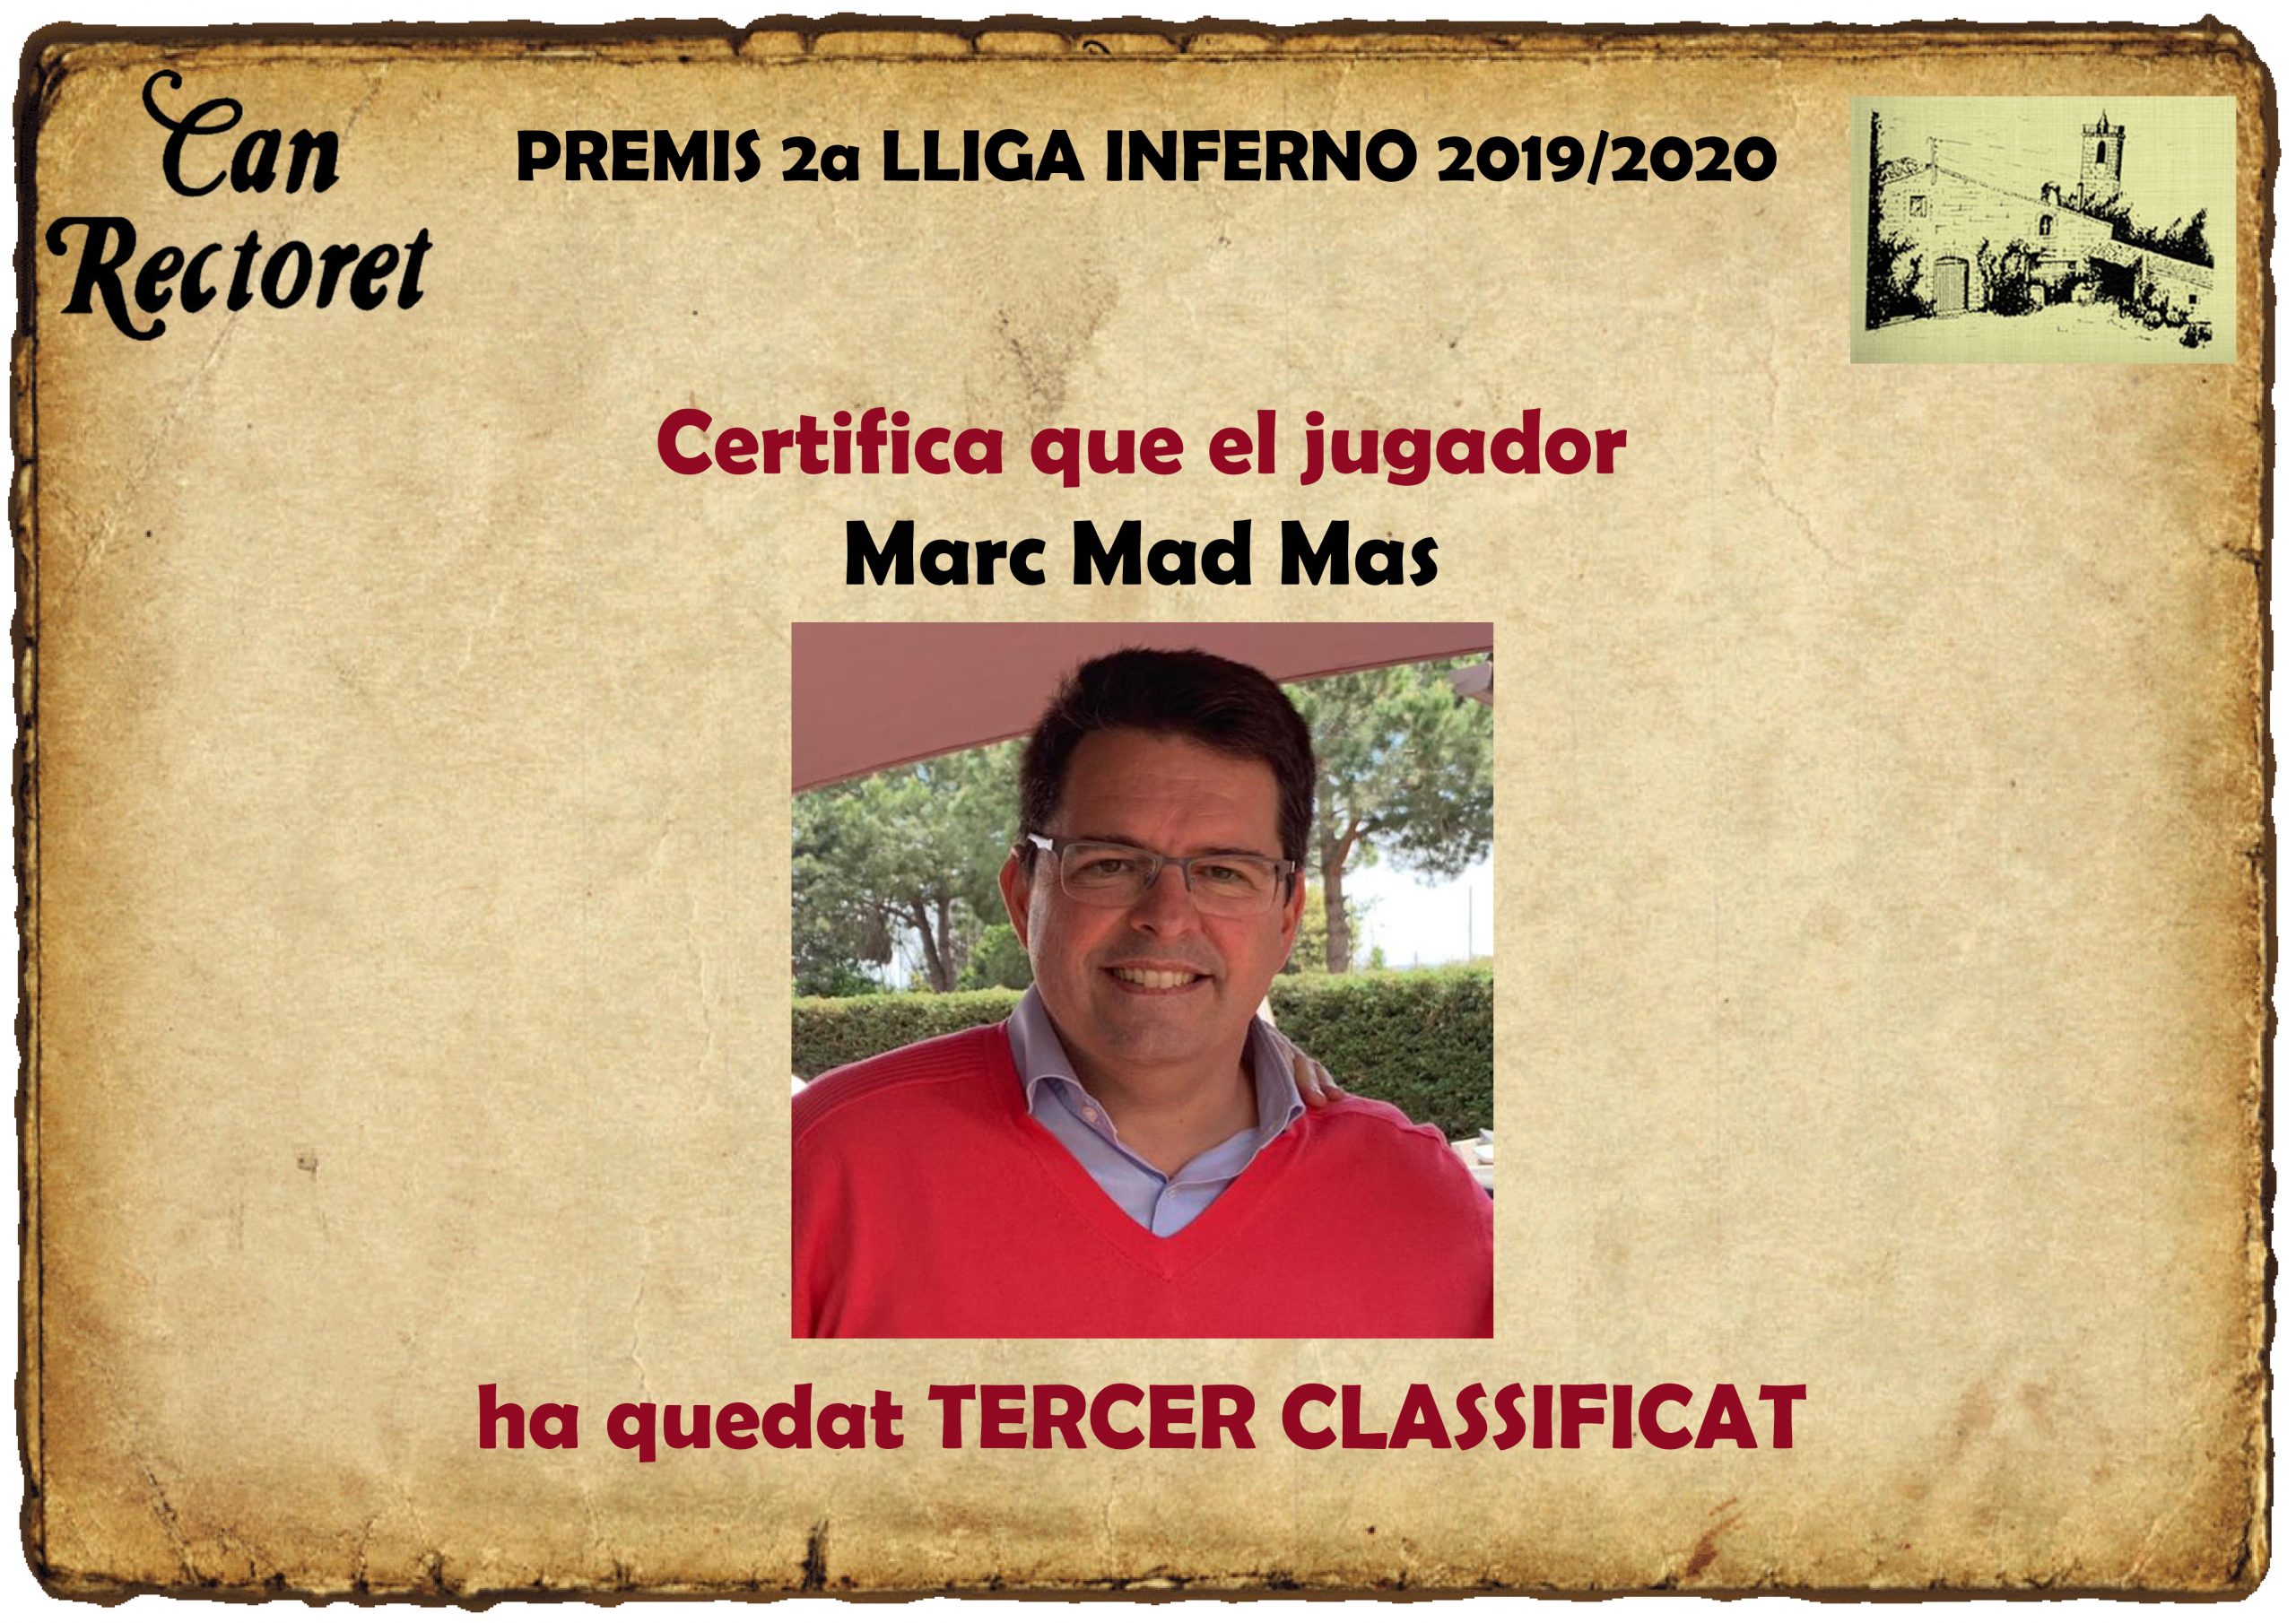 Can
Rectoret
PREMIS 2a LLIGA INFERNO 2019/2020
Certifica que el jugador
Marc Mad Mas
ha quedat TERCER CLASSIFICAT